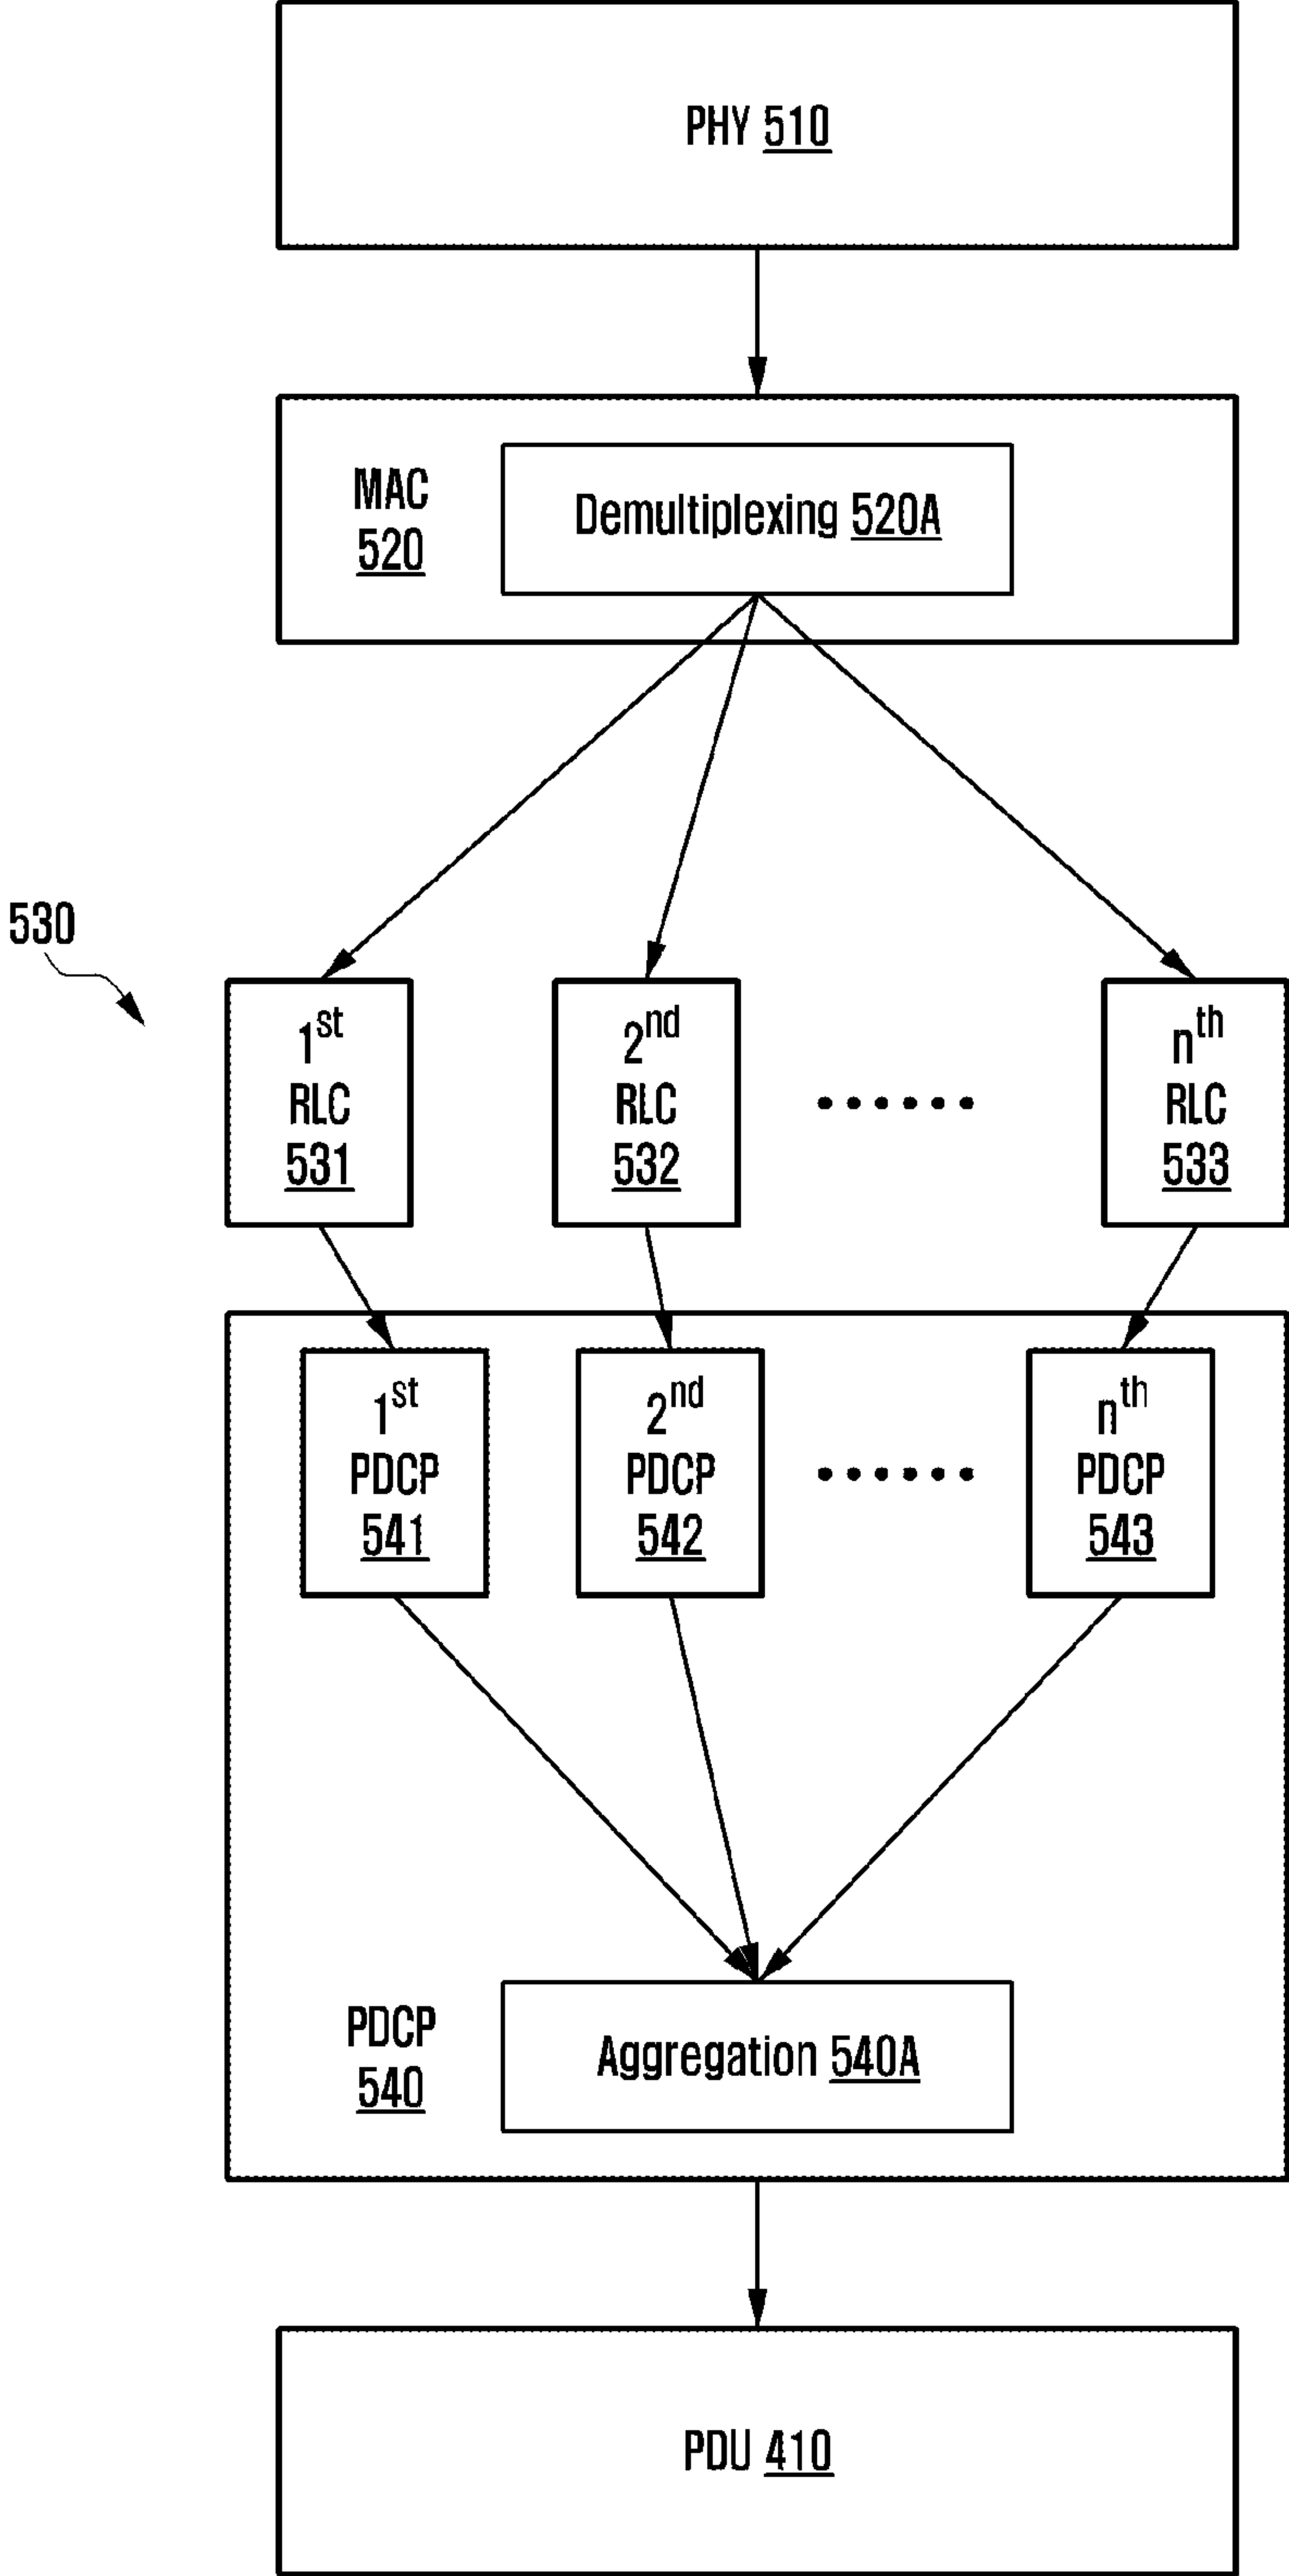 PHY 510
MAC
520
Demultiplexing 520A
530
1st
RLC
531
2nd
RLC
532
......
nth
RLC
533
1st
PDCP
541
2nd
PDCP
542
......
nth
PDCP
543
PDCP
540
Aggregation 540A
PDU 410